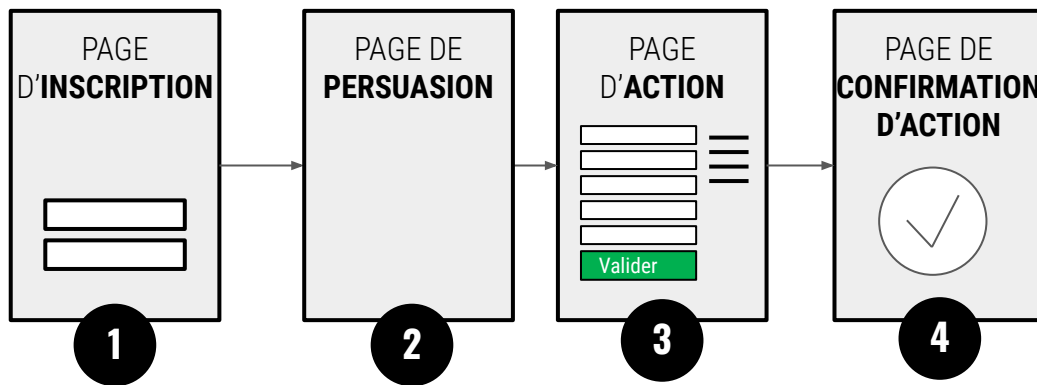 PAGE
D’INSCRIPTION
1
PAGE DE
PERSUASION
2
PAGE
D’ACTION
Valider
3
PAGE DE
CONFIRMATION
D’ACTION
4